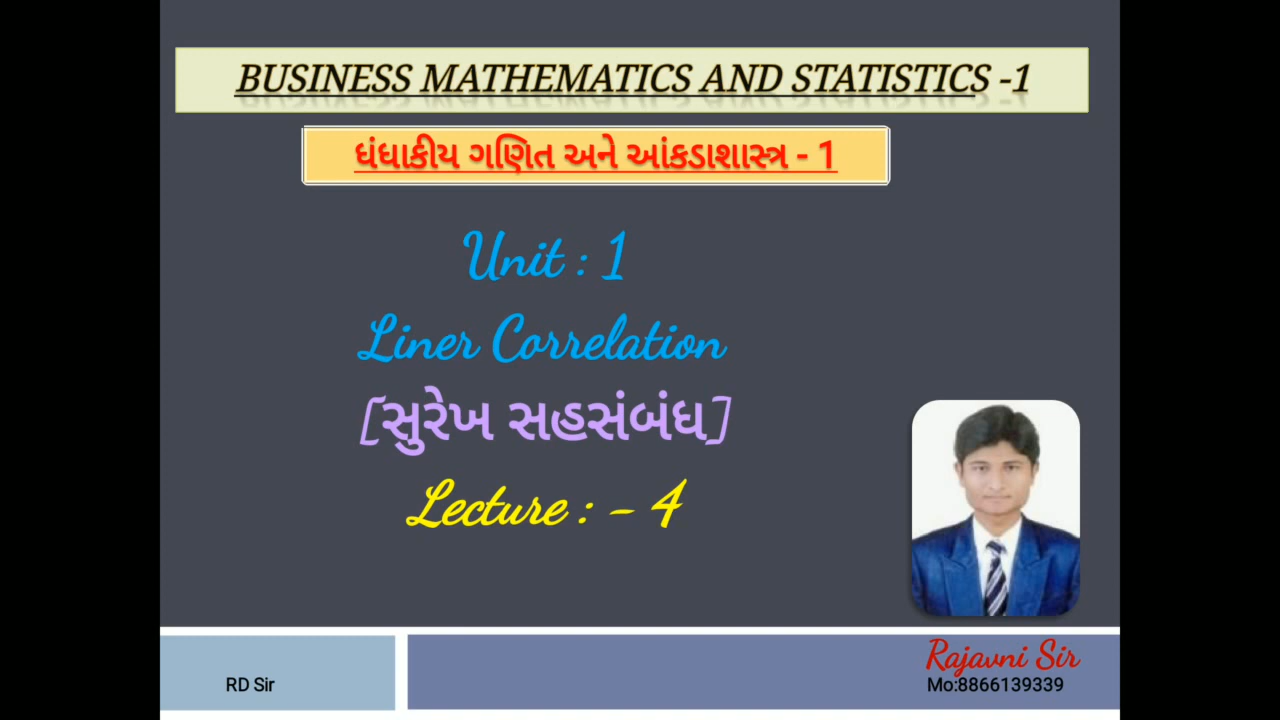 BUSINESS MATHEMATICS AND STATISTICS -1
ધંધાકીય ગણિત અને આંકડાશાસ્ત્ર - 1
Unit : 1
Liner Correlation
[સુરેખ સહસંબંધ]
Lecture : - 4
Rajavni Sir
RD Sir
Mo:8866139339